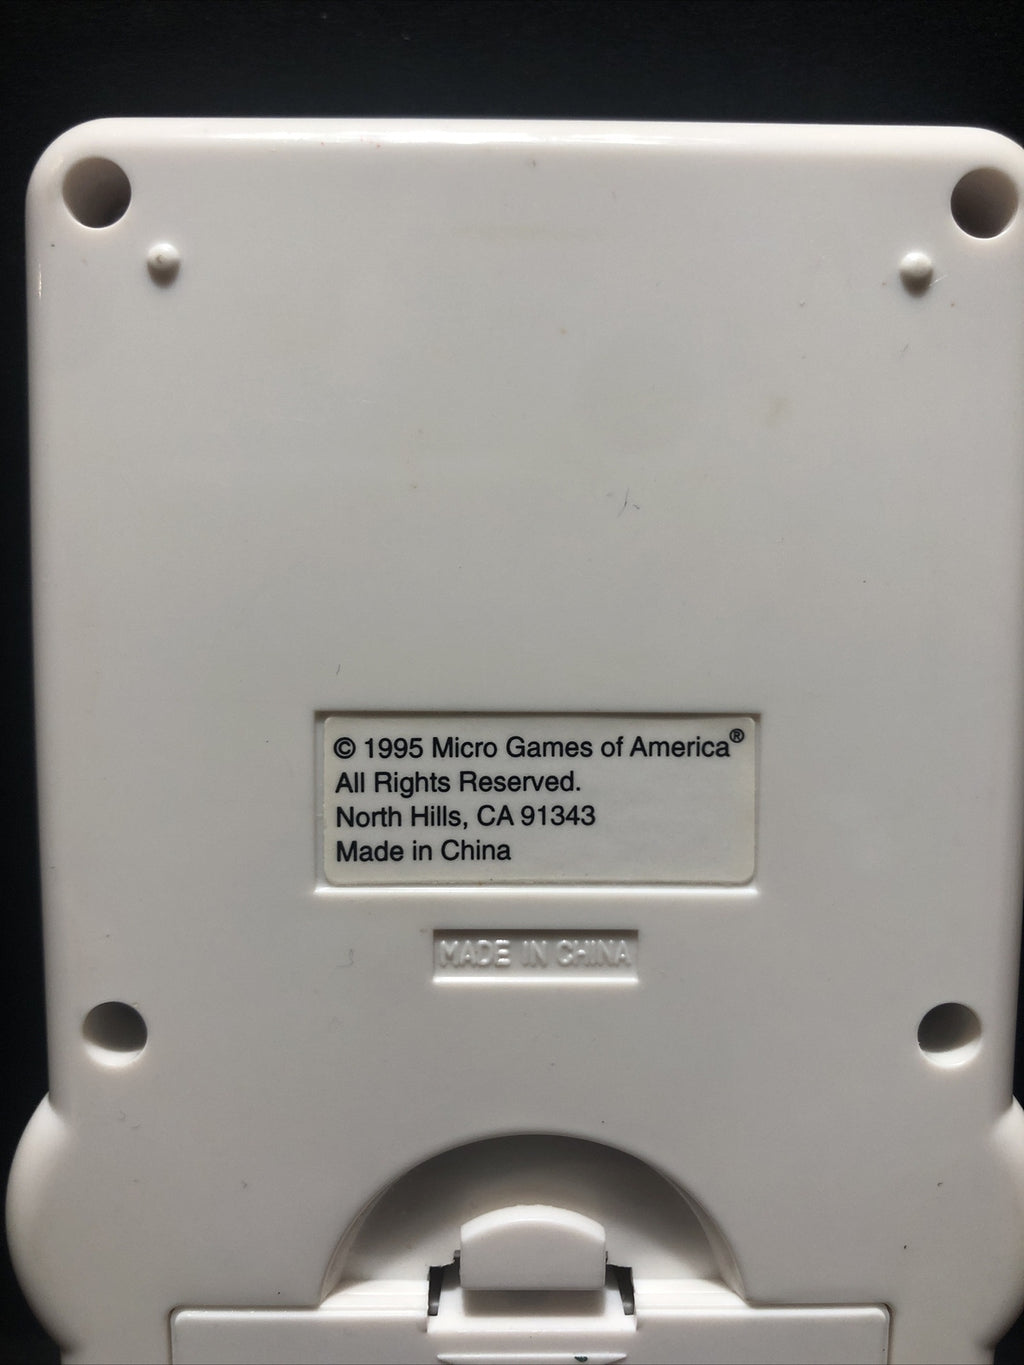 © 1995 Micro Games of America®
All Rights Reserved.
North Hills, CA 91343
Made in China
MADE IN CHINA